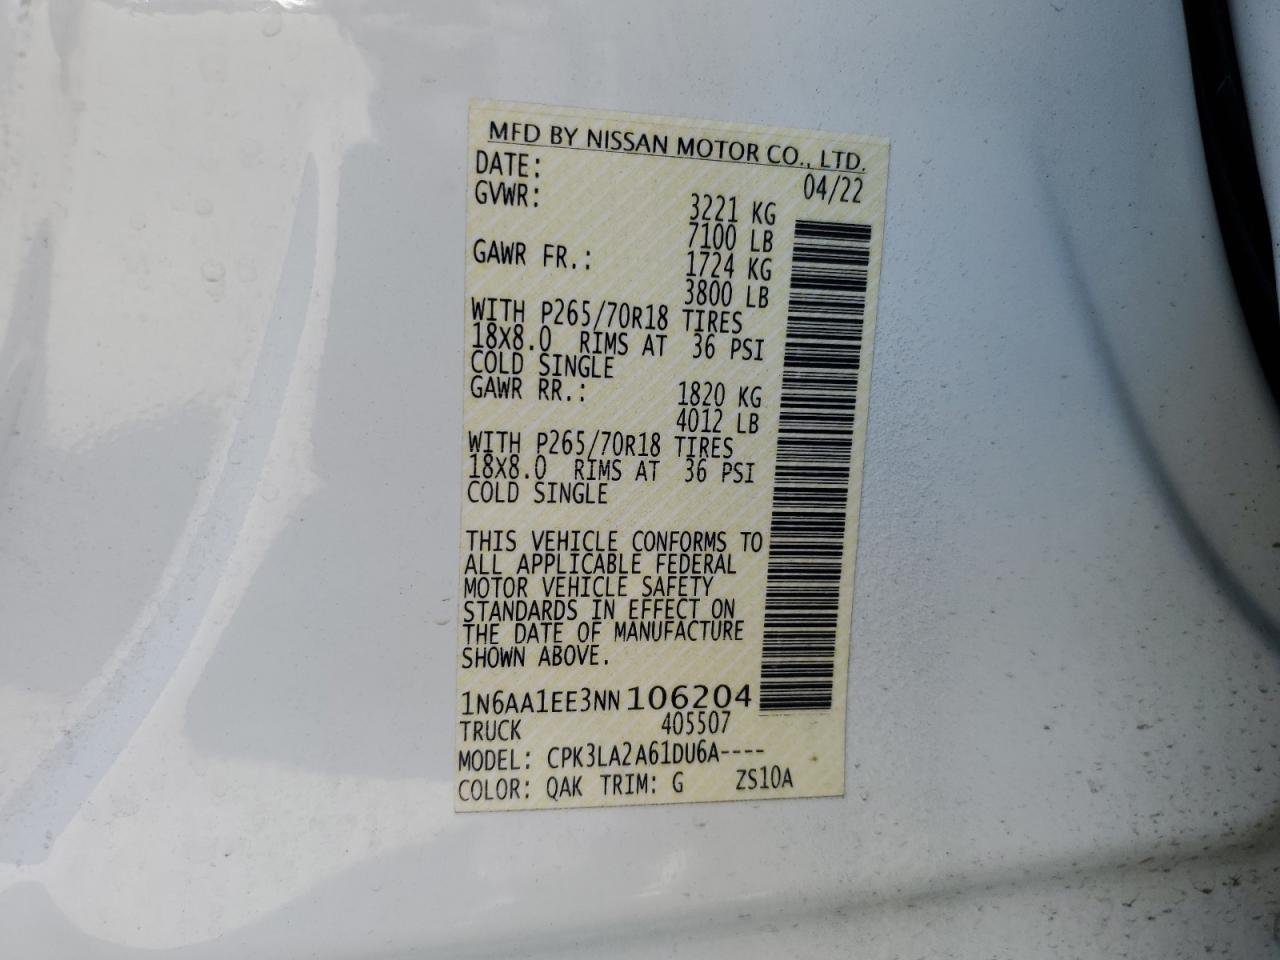 MFD BY NISSAN MOTOR CO., LTD.
DATE: 04/22
GVWR: 3221 KG
7100 LB
GAWR FR.: 1724 KG
3800 LB
WITH P265/70R18 TIRES
18X8.0 RIMS AT 36 PSI
COLD SINGLE
GAWR RR.: 1820 KG
4012 LB
WITH P265/70R18 TIRES
18X8.0 RIMS AT 36 PSI
COLD SINGLE
THIS VEHICLE CONFORMS TO
ALL APPLICABLE FEDERAL
MOTOR VEHICLE SAFETY
STANDARDS IN EFFECT ON
THE DATE OF MANUFACTURE
SHOWN ABOVE.
1N6AA1EE3NN106204
TRUCK 405507
MODEL: CPK3LA2A61DU6A----
COLOR: QAK TRIM: G ZS10A